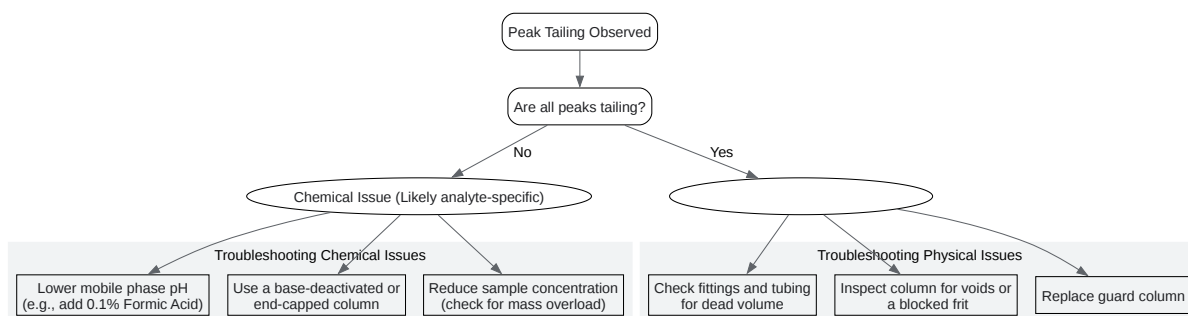 Peak Tailing Observed
Are all peaks tailing?
No
Yes
Chemical Issue (Likely analyte-specific)
Troubleshooting Chemical Issues
Troubleshooting Physical Issues
Lower mobile phase pH
(e.g., add 0.1% Formic Acid)
Use a base-deactivated or
end-capped column
Reduce sample concentration
(check for mass overload)
Check fittings and tubing
for dead volume
Inspect column for voids or
a blocked frit
Replace guard column